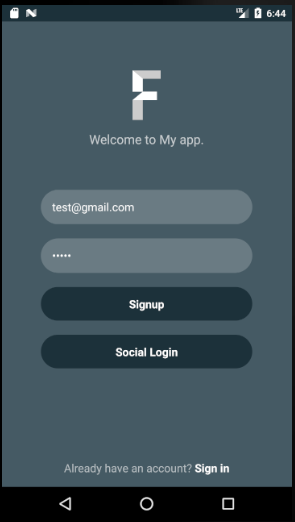 LTE 6:44
F
Welcome to My app.
test@gmail.com
•••••
Signup
Social Login
Already have an account? Sign in